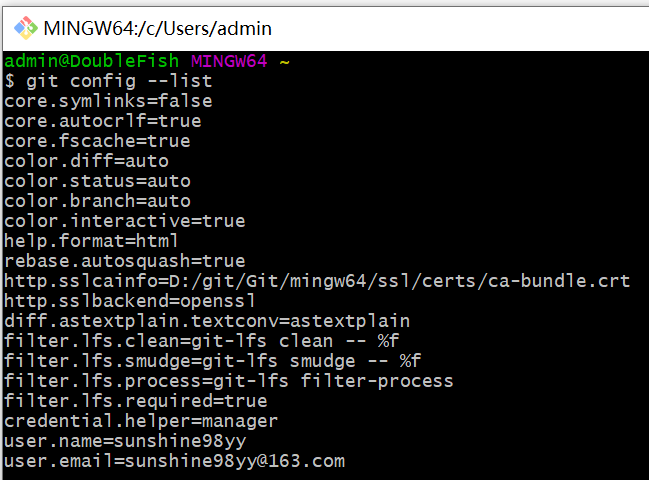 MINGW64:/c/Users/admin
admin@DoubleFish MINGW64 ~
$ git config --list
core.symlinks=false
core.autocrlf=true
core.fscache=true
color.diff=auto
color.status=auto
color.branch=auto
color.interactive=true
help.format=html
rebase.autosquash=true
http.sslcainfo=D:/git/Git/mingw64/ssl/certs/ca-bundle.crt
http.sslbackend=openssl
diff.astextplain.textconv=astextplain
filter.lfs.clean=git-lfs clean -- %f
filter.lfs.smudge=git-lfs smudge -- %f
filter.lfs.process=git-lfs filter-process
filter.lfs.required=true
credential.helper=manager
user.name=sunshine98yy
user.email=sunshine98yy@163.com